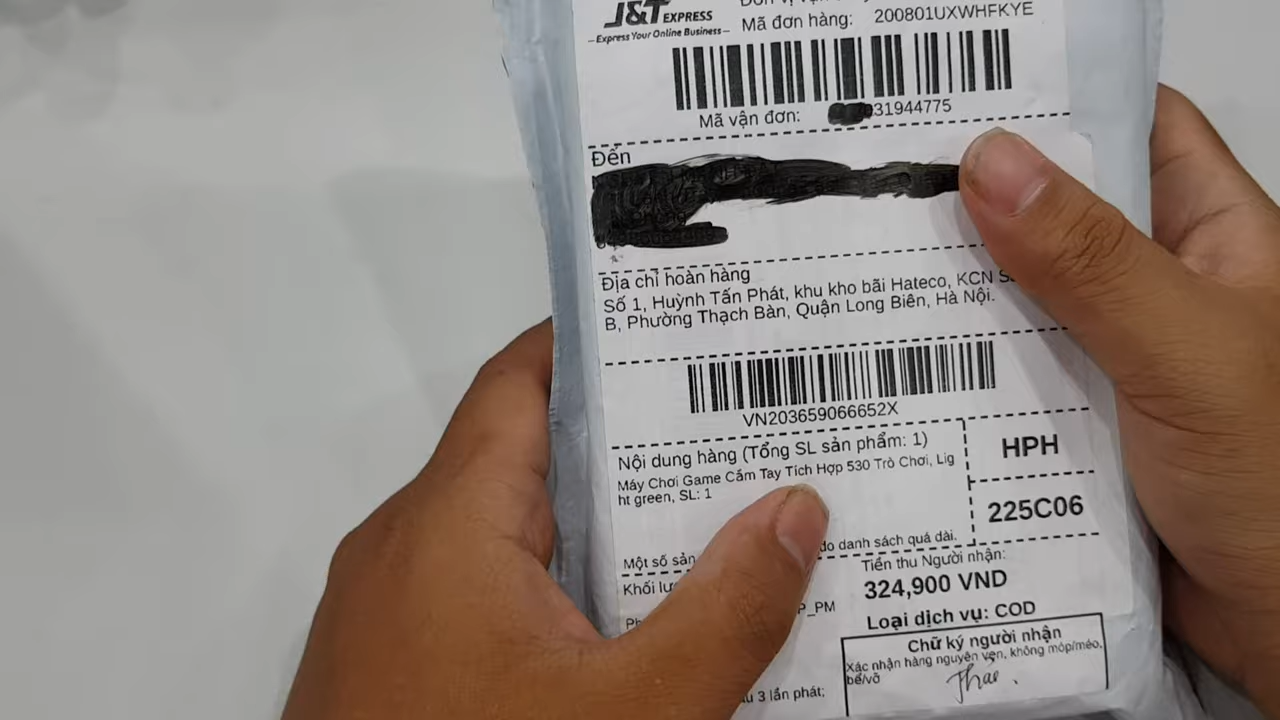 J&T EXPRESS
Express Your Online Business
Mã đơn hàng: 200801UXWHFKYE
Mã vận đơn: 31944775
Đến
Địa chỉ hoàn hàng
Số 1, Huỳnh Tấn Phát, khu kho bãi Hateco, KCN
B, Phường Thạch Bàn, Quận Long Biên, Hà Nội.
VN203659066652X
Nội dung hàng (Tổng SL sản phẩm: 1)
Máy Chơi Game Cầm Tay Tích Hợp 530 Trò Chơi, Lig
ht green, SL: 1
HPH
225C06
Một số sản do danh sách quá dài.
Khối
Tiền thu Người nhận:
324,900 VND
P_PM
Loại dịch vụ: COD
Chữ ký người nhận
Xác nhận hàng nguyên vẹn, không móp/méo,
bể/vỡ
Thảo
3 lần phát;